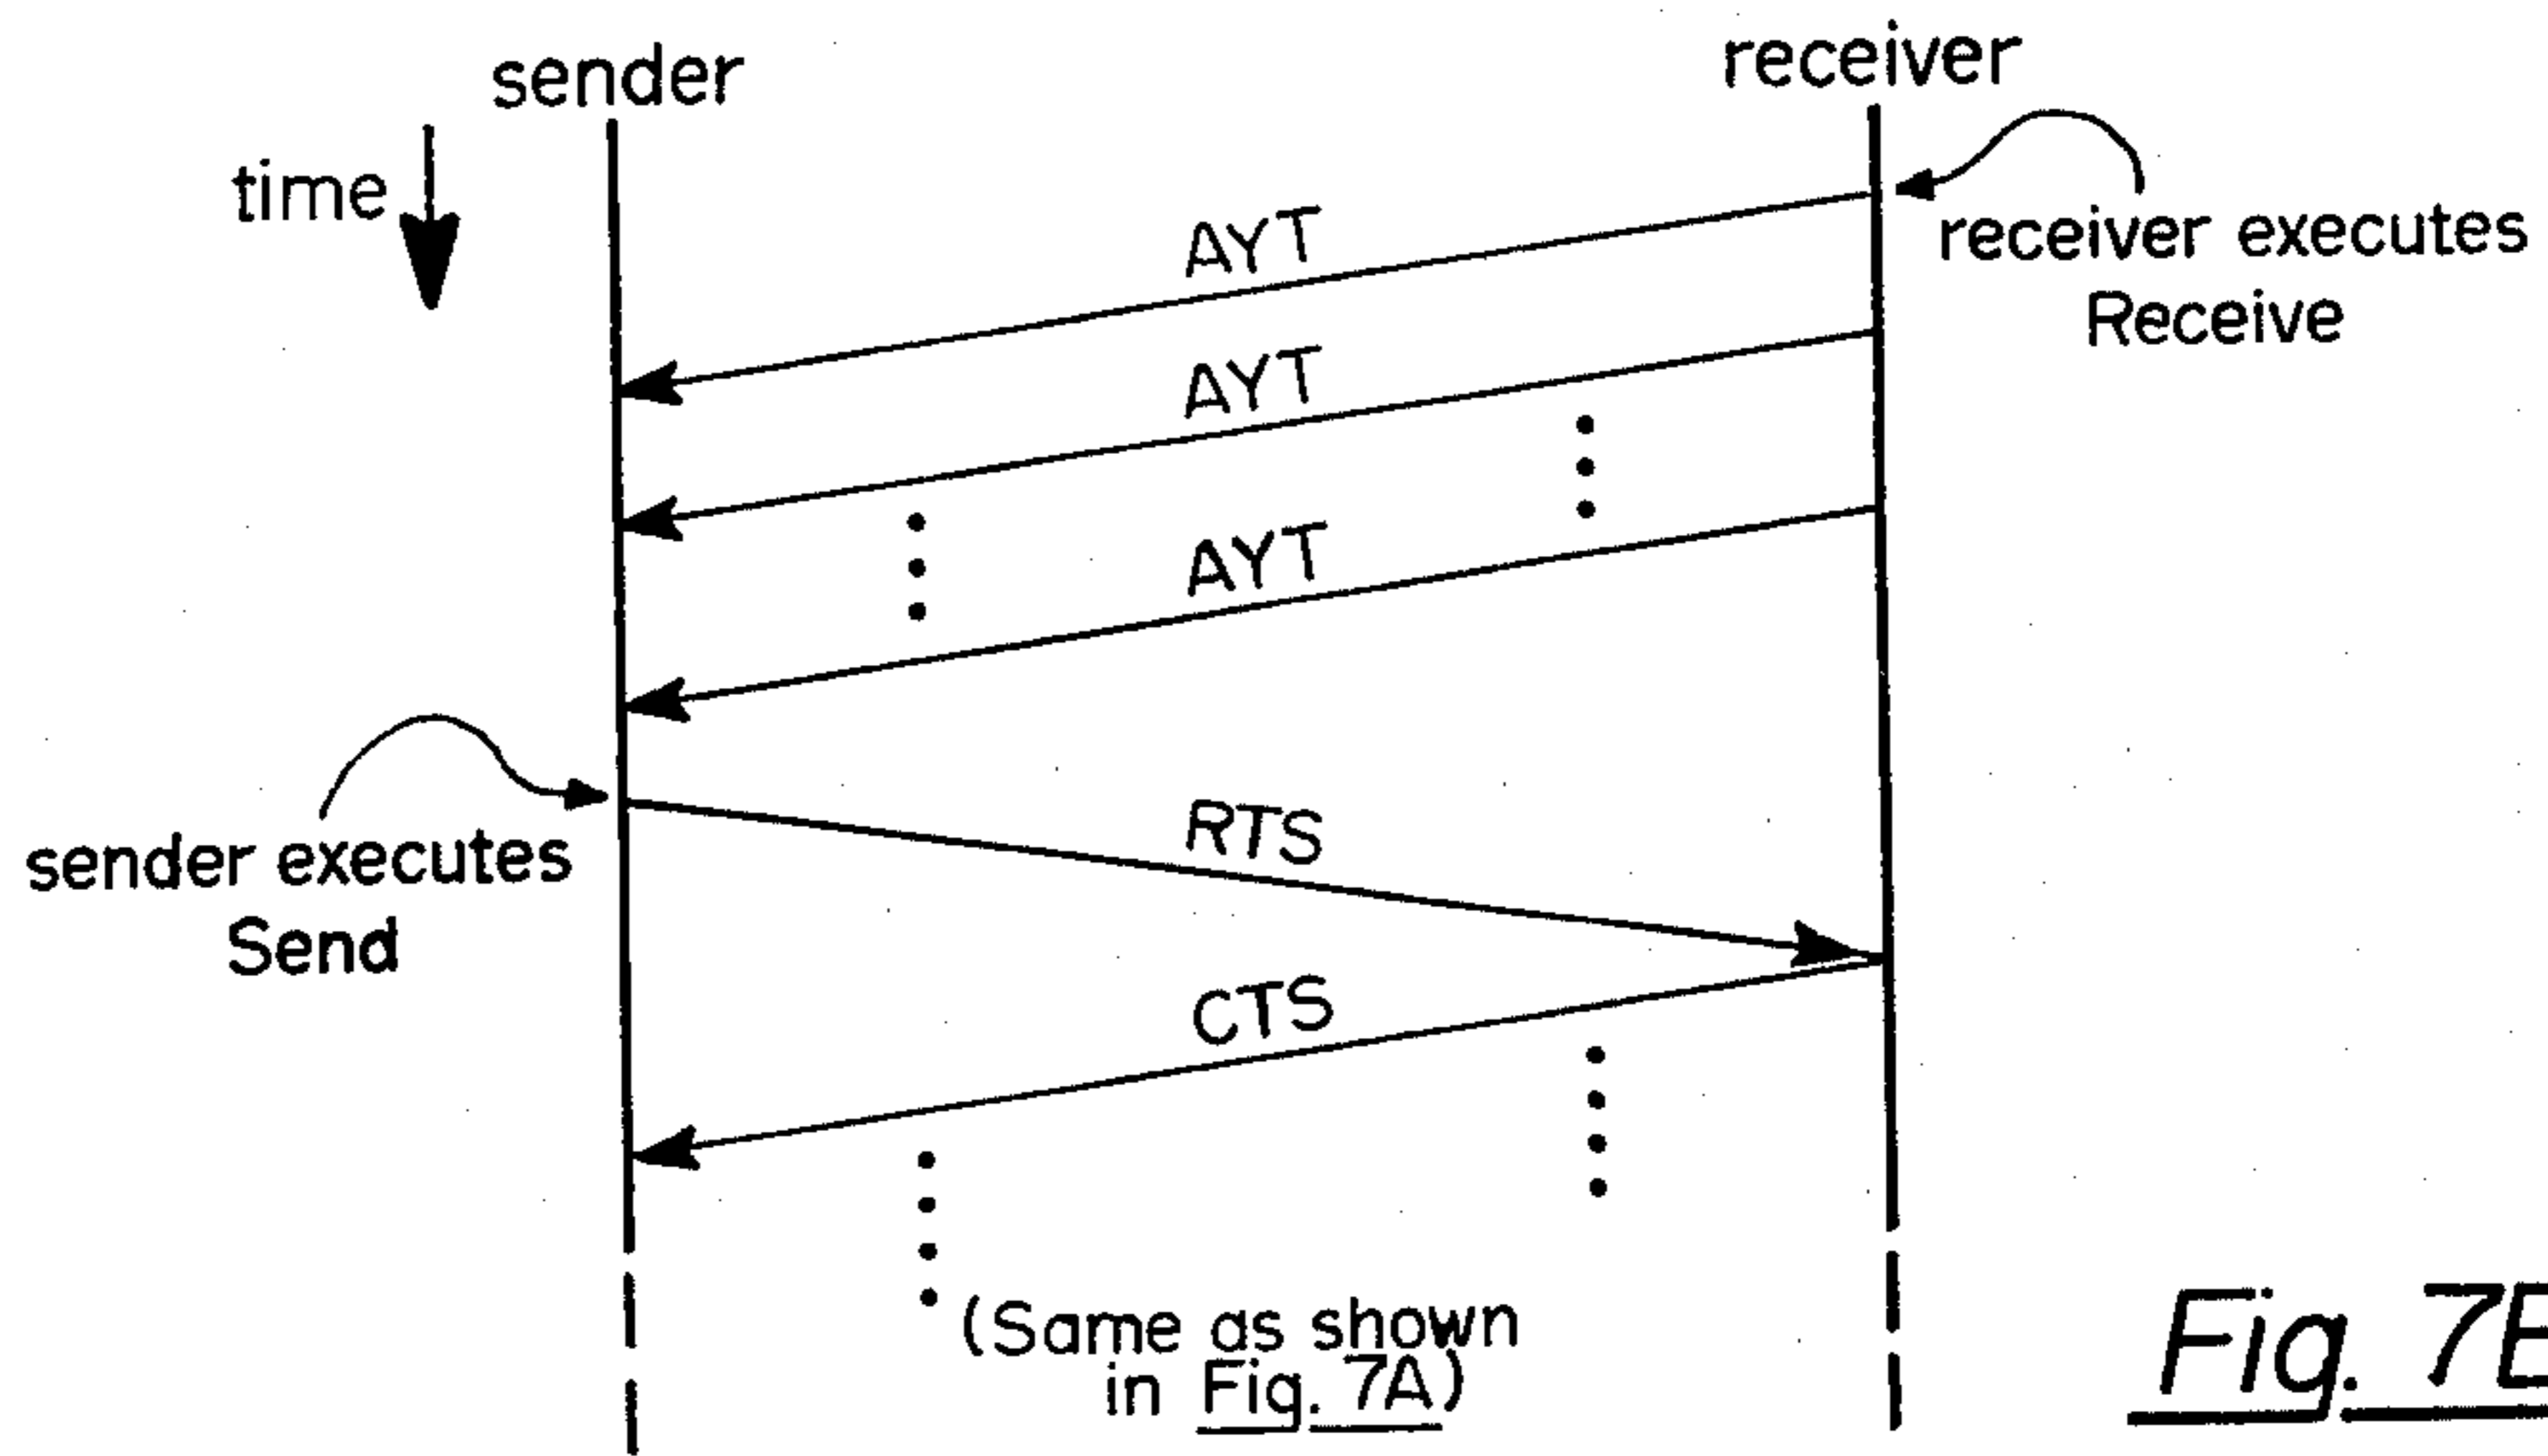 sender
receiver
time
AYT
receiver executes
Receive
AYT
AYT
sender executes
Send
RTS
CTS
(Same as shown
in Fig. 7A)
Fig.